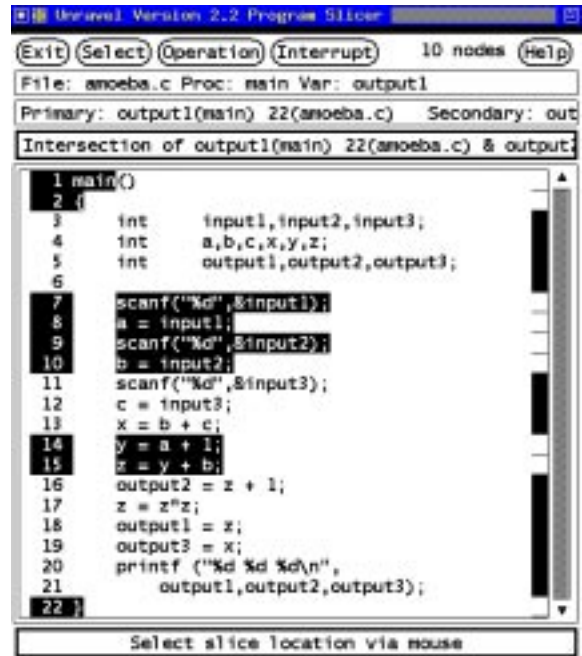 Unravel Version 2.2 Program Slicer
Exit Select Operation Interrupt 10 nodes Help
File: amoeba.c Proc: main Var: output1
Primary: output1(main) 22(amoeba.c) Secondary: out
Intersection of output1(main) 22(amoeba.c) & output2
1 main()
2 {
3 int input1,input2,input3;
4 int a,b,c,x,y,z;
5 int output1,output2,output3;
6
7 scanf("%d",&input1);
8 a = input1;
9 scanf("%d",&input2);
10 b = input2;
11 scanf("%d",&input3);
12 c = input3;
13 x = b + c;
14 y = a + 1;
15 z = y + b;
16 output2 = z + 1;
17 z = z*z;
18 output1 = z;
19 output3 = x;
20 printf ("%d %d %d\n",
21 output1,output2,output3);
22 }
Select slice location via mouse